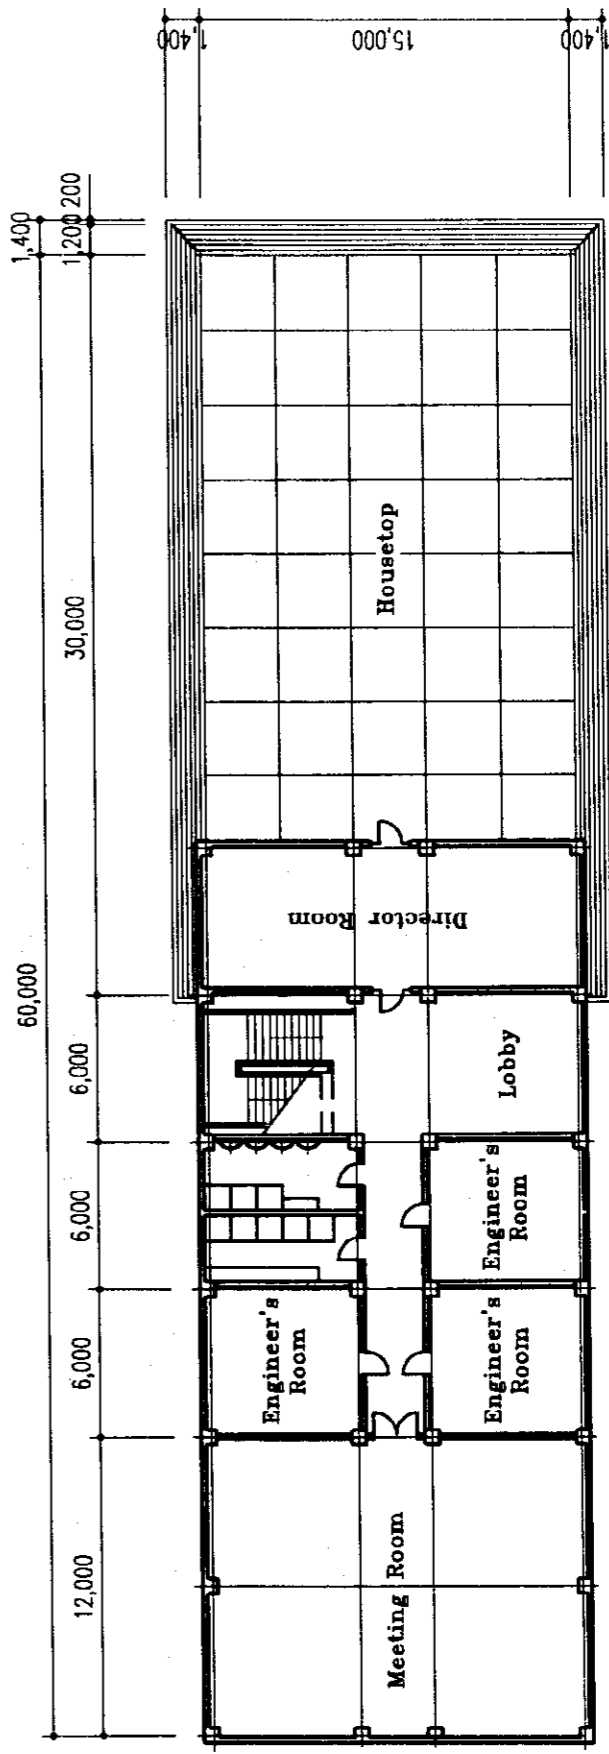 1,400
15,000
1,400
1,400
1,200
200
60,000
30,000
6,000
6,000
6,000
12,000
Housetop
Director Room
Lobby
Engineer's
Room
Engineer's
Room
Engineer's
Room
Meeting Room